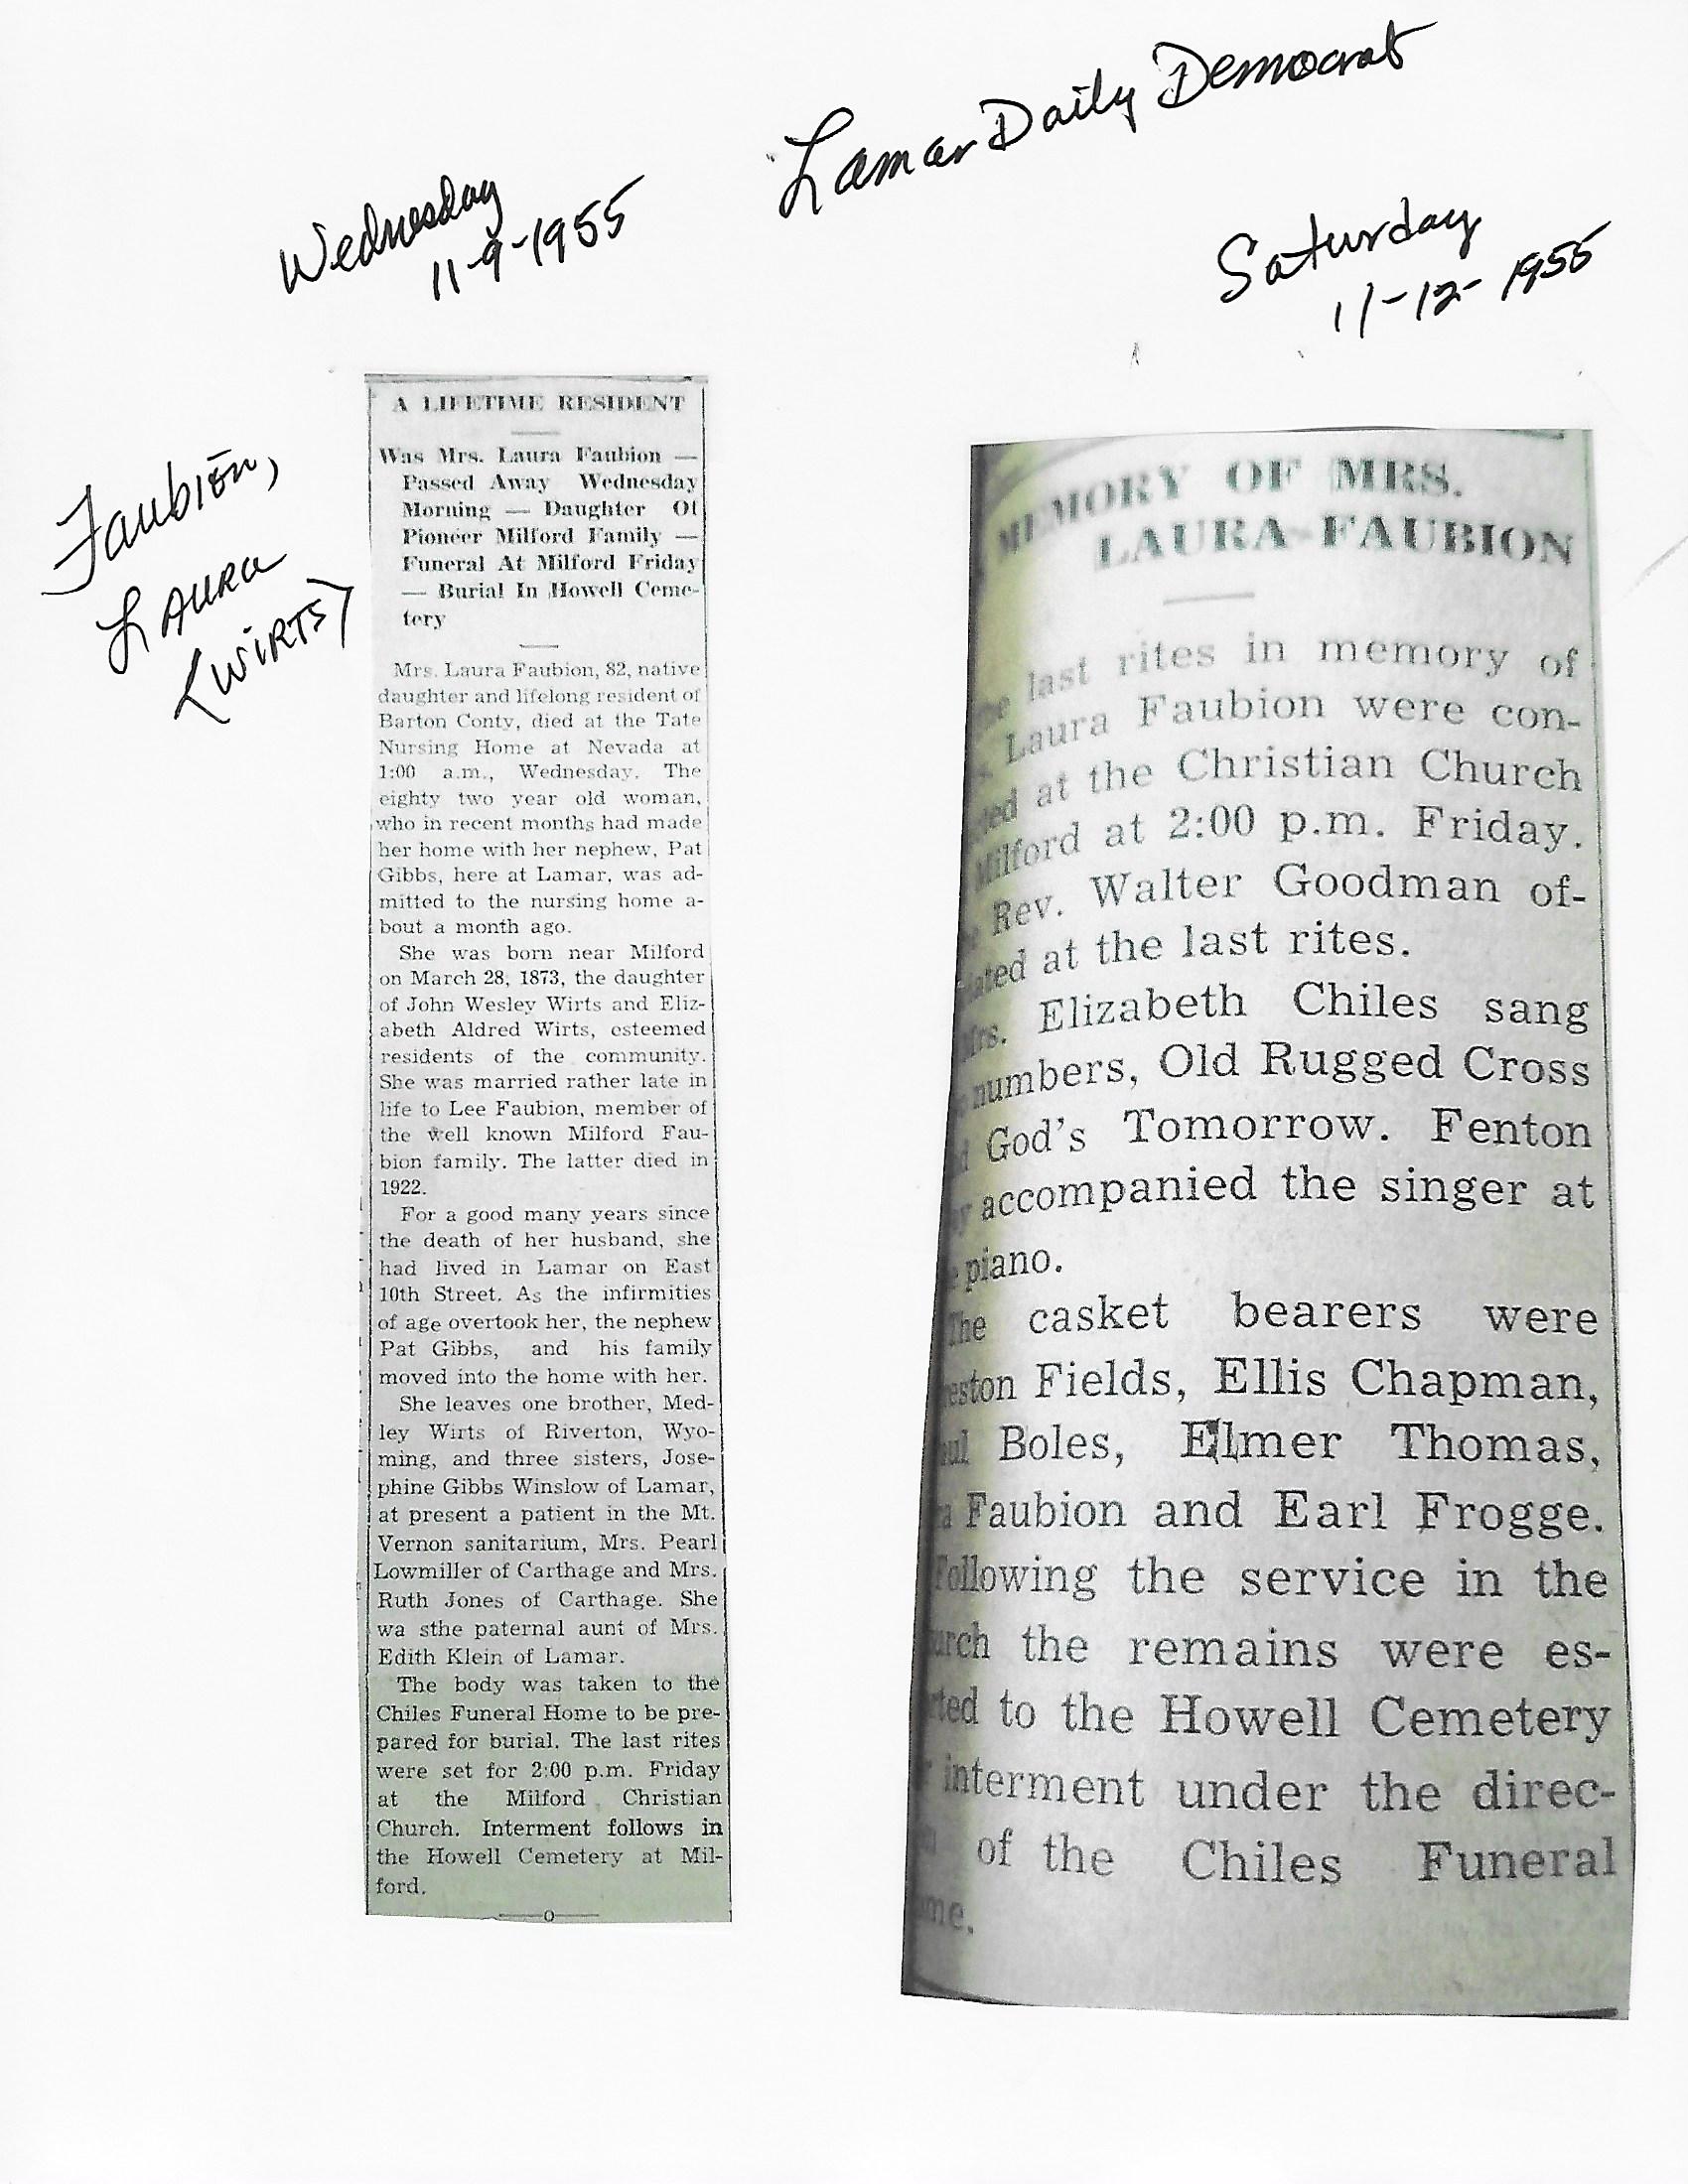 Lamar Daily Democrat
Wednesday
11-9-1955
Saturday
11-12-1955
Faubion,
LAURA
(WIRTS)
A LIFETIME RESIDENT
Was Mrs. Laura Faubion —
Passed Away Wednesday
Morning — Daughter Of
Pioneer Milford Family —
Funeral At Milford Friday
— Burial In Howell Ceme-
tery
Mrs. Laura Faubion, 82, native
daughter and lifelong resident of
Barton Conty, died at the Tate
Nursing Home at Nevada at
1:00 a.m., Wednesday. The
eighty two year old woman,
who in recent months had made
her home with her nephew, Pat
Gibbs, here at Lamar, was ad-
mitted to the nursing home a-
bout a month ago.
She was born near Milford
on March 28, 1873, the daughter
of John Wesley Wirts and Eliz-
abeth Aldred Wirts, esteemed
residents of the community.
She was married rather late in
life to Lee Faubion, member of
the well known Milford Fau-
bion family. The latter died in
1922.
For a good many years since
the death of her husband, she
had lived in Lamar on East
10th Street. As the infirmities
of age overtook her, the nephew
Pat Gibbs, and his family
moved into the home with her.
She leaves one brother, Med-
ley Wirts of Riverton, Wyo-
ming, and three sisters, Jose-
phine Gibbs Winslow of Lamar,
at present a patient in the Mt.
Vernon sanitarium, Mrs. Pearl
Lowmiller of Carthage and Mrs.
Ruth Jones of Carthage. She
wa sthe paternal aunt of Mrs.
Edith Klein of Lamar.
The body was taken to the
Chiles Funeral Home to be pre-
pared for burial. The last rites
were set for 2:00 p.m. Friday
at the Milford Christian
Church. Interment follows in
the Howell Cemetery at Mil-
ford.
—o—
MEMORY OF MRS.
LAURA FAUBION
he last rites in memory of
Laura Faubion were con-
ed at the Christian Church
Milford at 2:00 p.m. Friday.
Rev. Walter Goodman of-
iated at the last rites.
Mrs. Elizabeth Chiles sang
numbers, Old Rugged Cross
God's Tomorrow. Fenton
y accompanied the singer at
piano.
The casket bearers were
eston Fields, Ellis Chapman,
ul Boles, Elmer Thomas,
a Faubion and Earl Frogge.
Following the service in the
urch the remains were es-
ted to the Howell Cemetery
interment under the direc-
of the Chiles Funeral
me.